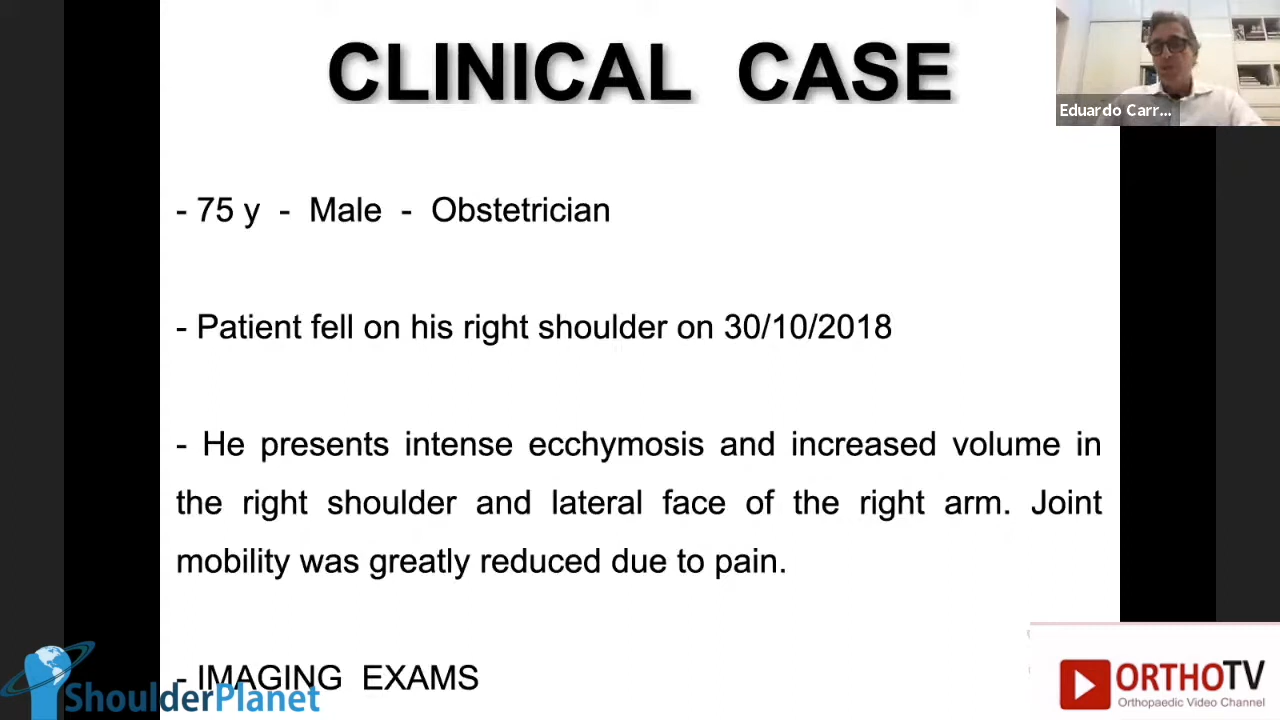 CLINICAL CASE
Eduardo Carr...
- 75 y - Male - Obstetrician
- Patient fell on his right shoulder on 30/10/2018
- He presents intense ecchymosis and increased volume in
the right shoulder and lateral face of the right arm. Joint
mobility was greatly reduced due to pain.
- IMAGING EXAMS
ShoulderPlanet
ORTHOTV
Orthopaedic Video Channel